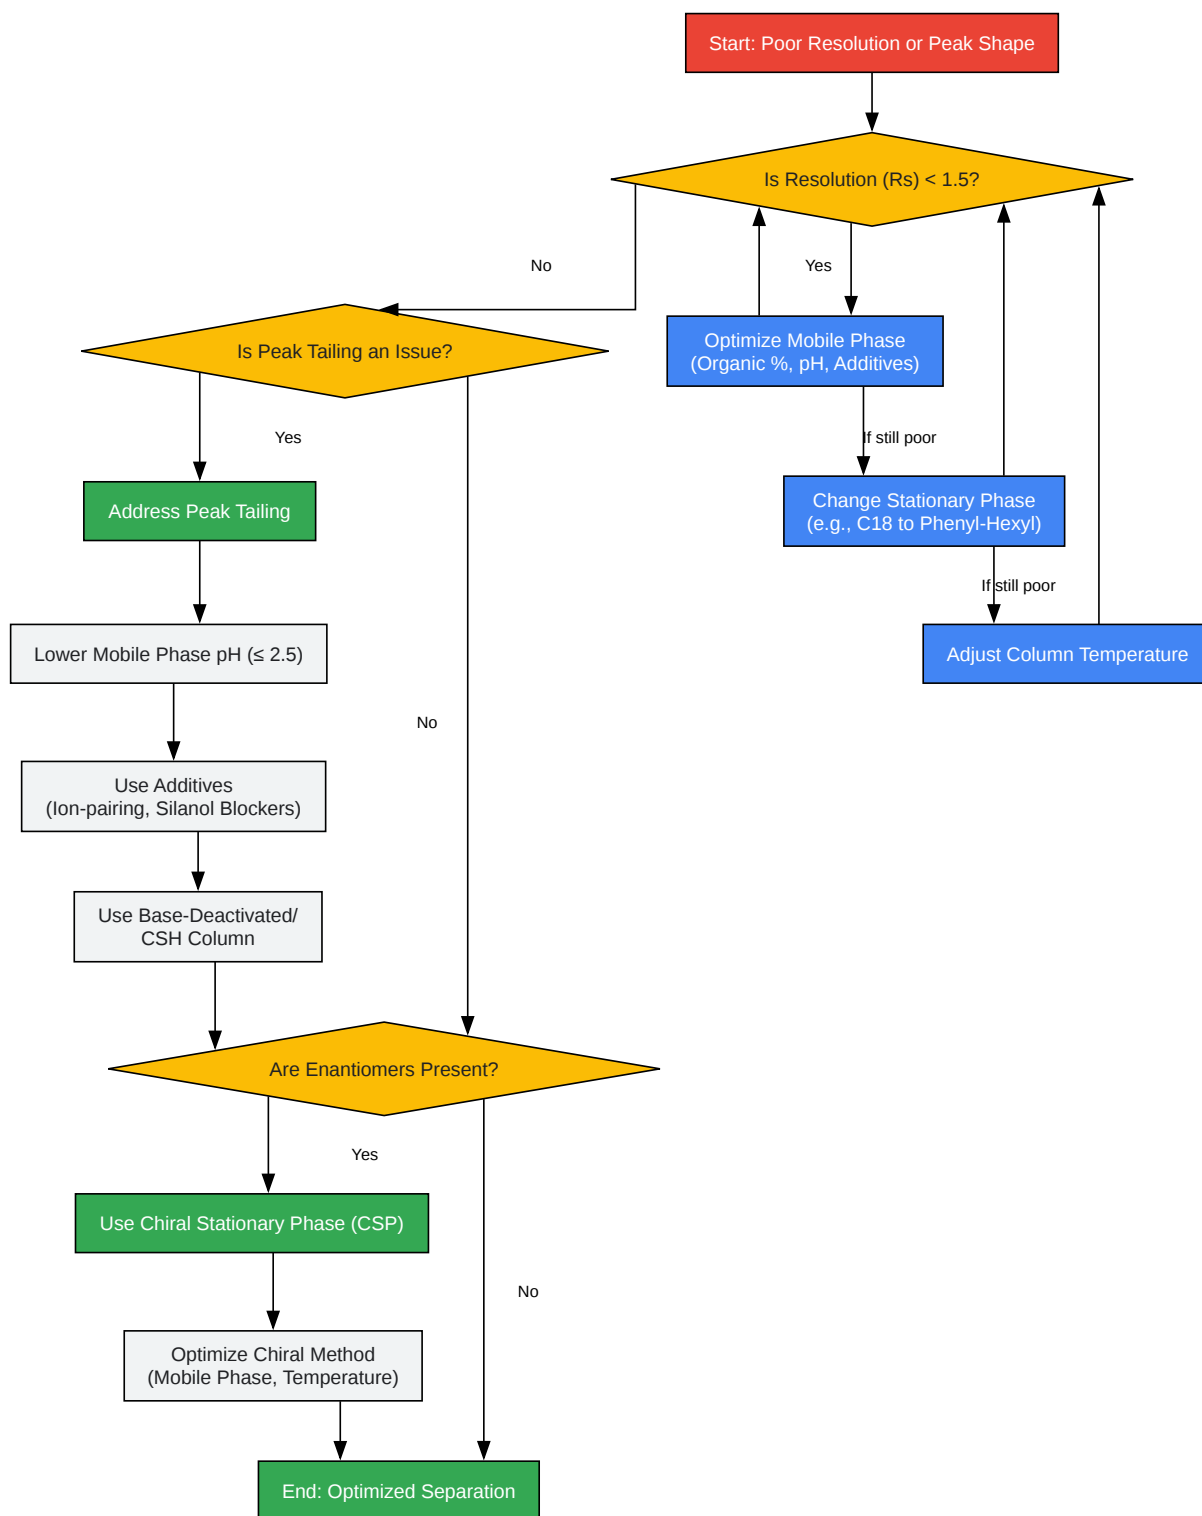 Start: Poor Resolution or Peak Shape
Is Resolution (Rs) < 1.5?
No
Yes
Optimize Mobile Phase
(Organic %, pH, Additives)
Is Peak Tailing an Issue?
Yes
If still poor
Change Stationary Phase
(e.g., C18 to Phenyl-Hexyl)
Address Peak Tailing
If still poor
Lower Mobile Phase pH (≤ 2.5)
Adjust Column Temperature
No
Use Additives
(Ion-pairing, Silanol Blockers)
Use Base-Deactivated/
CSH Column
Are Enantiomers Present?
Yes
Use Chiral Stationary Phase (CSP)
No
Optimize Chiral Method
(Mobile Phase, Temperature)
End: Optimized Separation